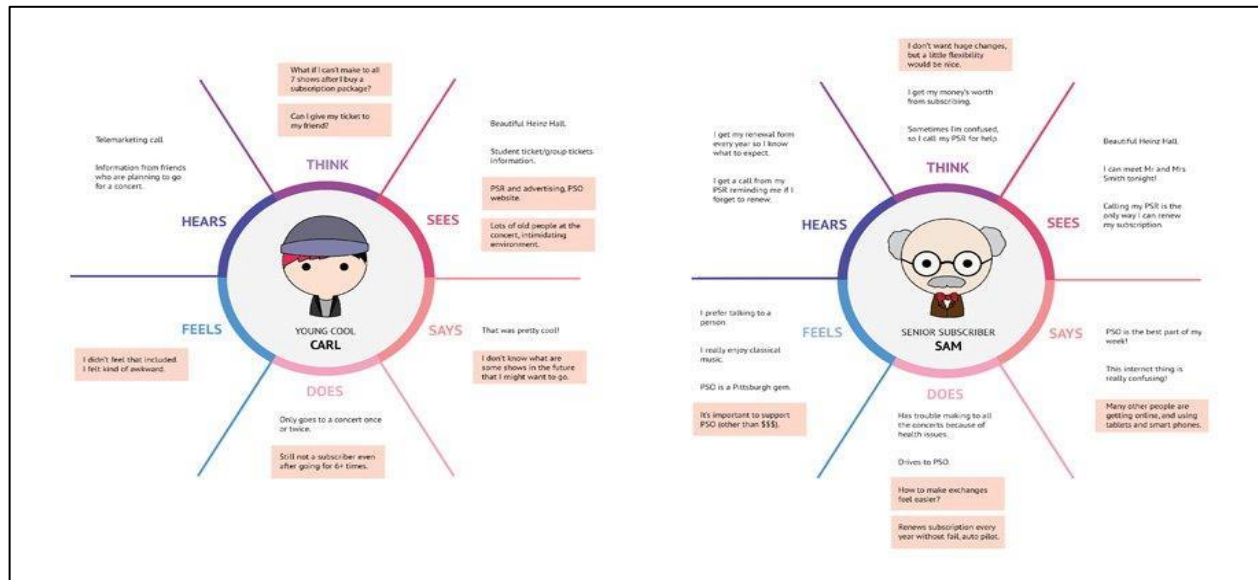 What if I can't make to all
7 shows after I buy a
subscription package?
Can I give my ticket to
my friend?
THINK
Telemarketing call
Information from friends
who are planning to go
for a concert.
HEARS
Beautiful Heinz Hall.
Student ticket/group tickets
information.
PSR and advertising, PSO
website.
Lots of old people at the
concert, intimidating
environment.
SEES
FEELS
I didn't feel that included.
I felt kind of awkward.
YOUNG COOL
CARL
SAYS
That was pretty cool!
I don't know what are
some shows in the future
that I might want to go.
DOES
Only goes to a concert once
or twice.
Still not a subscriber even
after going for 6+ times.
I don't want huge changes,
but a little flexibility
would be nice.
I get my money's worth
from subscribing.
Sometimes I'm confused,
so I call my PSR for help.
THINK
I get my renewal form
every year so I know
what to expect.
I get a call from my
PSR reminding me if I
forget to renew.
HEARS
Beautiful Heinz Hall.
I can meet Mr and Mrs
Smith tonight!
Calling my PSR is the
only way I can renew
my subscription.
SEES
I prefer talking to a
person.
I really enjoy classical
music.
PSO is a Pittsburgh gem.
It's important to support
PSO (other than $$$).
FEELS
SENIOR SUBSCRIBER
SAM
SAYS
PSO is the best part of my
week!
This internet thing is
really confusing!
Many other people are
getting online, and using
tablets and smart phones.
DOES
Has trouble making to all
the concerts because of
health issues.
Drives to PSO.
How to make exchanges
feel easier?
Renews subscription every
year without fail, auto pilot.